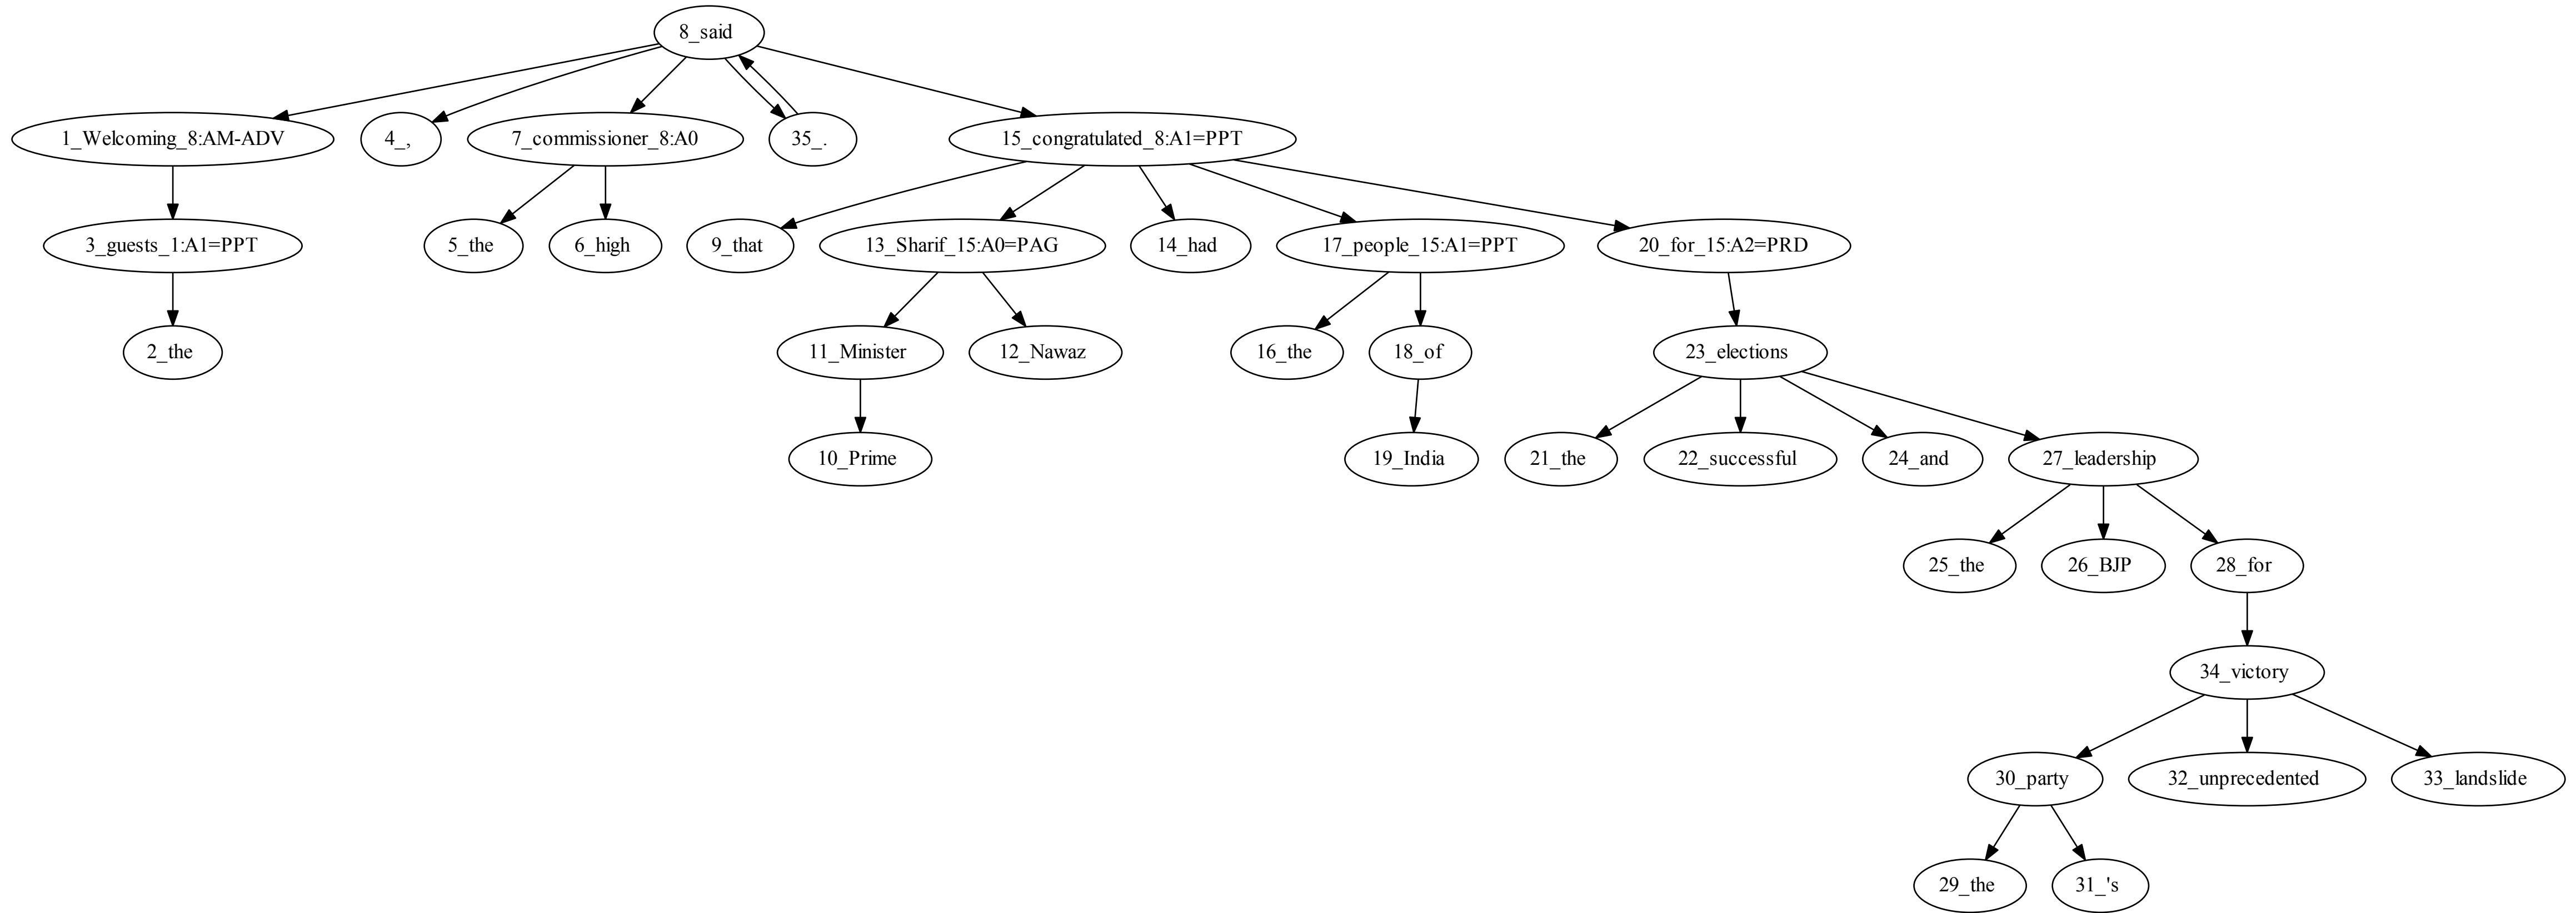 8_said
1_Welcoming_8:AM-ADV
4_,
7_commissioner_8:A0
35_.
15_congratulated_8:A1=PPT
3_guests_1:A1=PPT
5_the
6_high
9_that
13_Sharif_15:A0=PAG
14_had
17_people_15:A1=PPT
20_for_15:A2=PRD
2_the
11_Minister
12_Nawaz
16_the
18_of
23_elections
10_Prime
19_India
21_the
22_successful
24_and
27_leadership
25_the
26_BJP
28_for
34_victory
30_party
32_unprecedented
33_landslide
29_the
31_'s